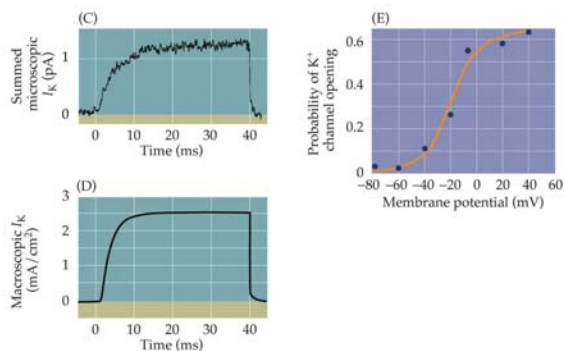 (C)
Summed
microscopic
I_K (pA)
1
0
0 10 20 30 40
Time (ms)
(D)
Macroscopic I_K
(mA/cm²)
3
2
1
0
0 10 20 30 40
Time (ms)
(E)
Probability of K⁺
channel opening
0.6
0.4
0.2
0
−80 −60 −40 −20 0 20 40 60
Membrane potential (mV)